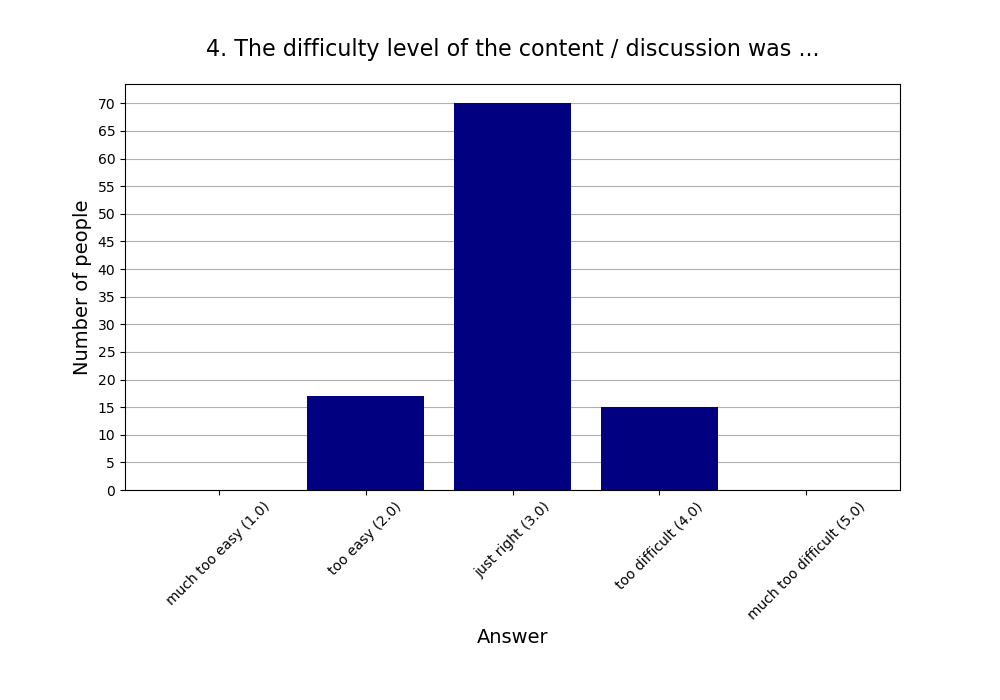 4. The difficulty level of the content / discussion was ...
Number of people
70
65
60
55
50
45
40
35
30
25
20
15
10
5
0
much too easy (1.0)
too easy (2.0)
just right (3.0)
too difficult (4.0)
much too difficult (5.0)
Answer